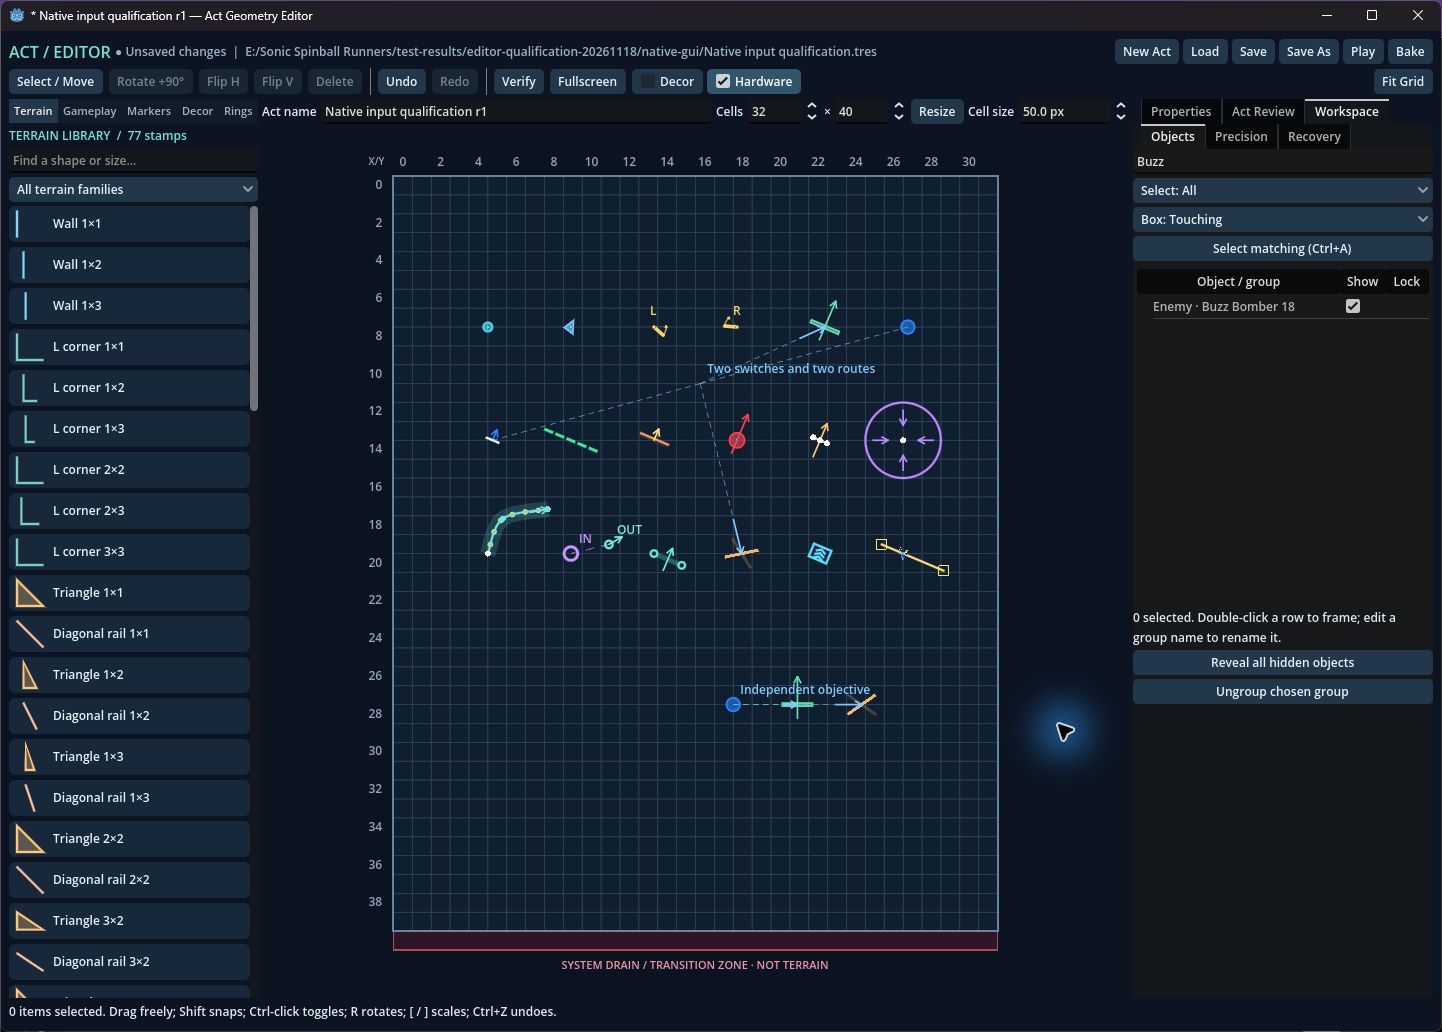 * Native input qualification r1 — Act Geometry Editor
ACT / EDITOR ● Unsaved changes | E:/Sonic Spinball Runners/test-results/editor-qualification-20261118/native-gui/Native input qualification.tres
New Act Load Save Save As Play Bake
Select / Move Rotate +90° Flip H Flip V Delete Undo Redo Verify Fullscreen Decor Hardware Fit Grid
Terrain Gameplay Markers Decor Rings
Act name Native input qualification r1 Cells 32 × 40 Resize Cell size 50.0 px
Properties Act Review Workspace
TERRAIN LIBRARY / 77 stamps
Find a shape or size...
All terrain families
Wall 1×1
Wall 1×2
Wall 1×3
L corner 1×1
L corner 1×2
L corner 1×3
L corner 2×2
L corner 2×3
L corner 3×3
Triangle 1×1
Diagonal rail 1×1
Triangle 1×2
Diagonal rail 1×2
Triangle 1×3
Diagonal rail 1×3
Triangle 2×2
Diagonal rail 2×2
Triangle 3×2
Diagonal rail 3×2
X/Y 0 2 4 6 8 10 12 14 16 18 20 22 24 26 28 30
0
2
4
6
8
10
12
14
16
18
20
22
24
26
28
30
32
34
36
38
L R
Two switches and two routes
IN OUT
Independent objective
SYSTEM DRAIN / TRANSITION ZONE · NOT TERRAIN
Objects Precision Recovery
Buzz
Select: All
Box: Touching
Select matching (Ctrl+A)
Object / group Show Lock
Enemy · Buzz Bomber 18
0 selected. Double-click a row to frame; edit a
group name to rename it.
Reveal all hidden objects
Ungroup chosen group
0 items selected. Drag freely; Shift snaps; Ctrl-click toggles; R rotates; [ / ] scales; Ctrl+Z undoes.